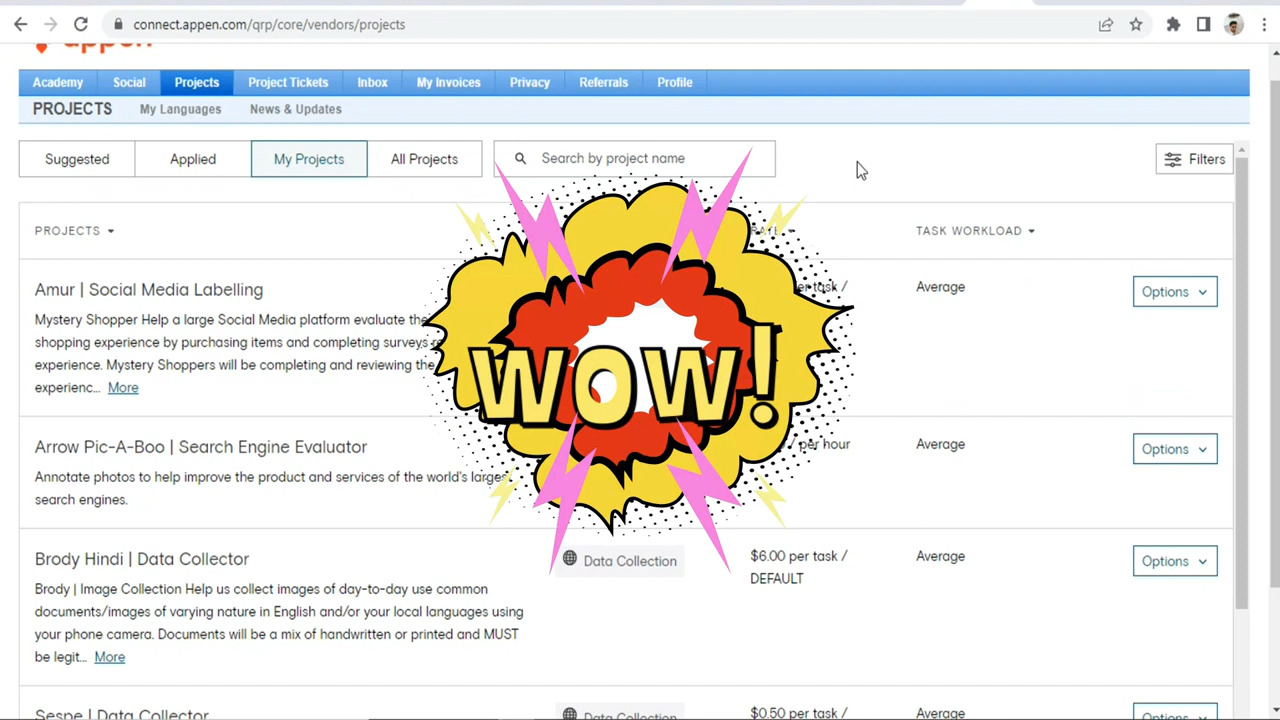 connect.appen.com/qrp/core/vendors/projects
appen
Academy Social Projects Project Tickets Inbox My Invoices Privacy Referrals Profile
PROJECTS My Languages News & Updates
Suggested Applied My Projects All Projects Search by project name Filters
PROJECTS TASK WORKLOAD
Amur | Social Media Labelling per task / Average Options
Mystery Shopper Help a large Social Media platform evaluate the
shopping experience by purchasing items and completing surveys
experience. Mystery Shoppers will be completing and reviewing the
experienc... More
WOW!
Arrow Pic-A-Boo | Search Engine Evaluator / per hour Average Options
Annotate photos to help improve the product and services of the world's largest
search engines.
Brody Hindi | Data Collector Data Collection $6.00 per task / Average Options
DEFAULT
Brody | Image Collection Help us collect images of day-to-day use common
documents/images of varying nature in English and/or your local languages using
your phone camera. Documents will be a mix of handwritten or printed and MUST
be legit... More
Sespe | Data Collector Data Collection $0.50 per task / Average Options